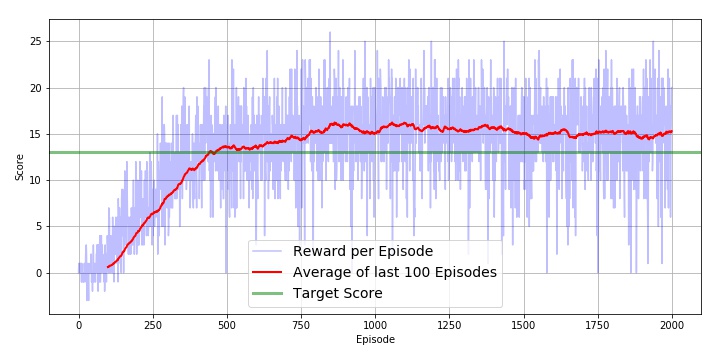 25
20
15
10
5
0
Score
Reward per Episode
Average of last 100 Episodes
Target Score
0 250 500 750 1000 1250 1500 1750 2000
Episode